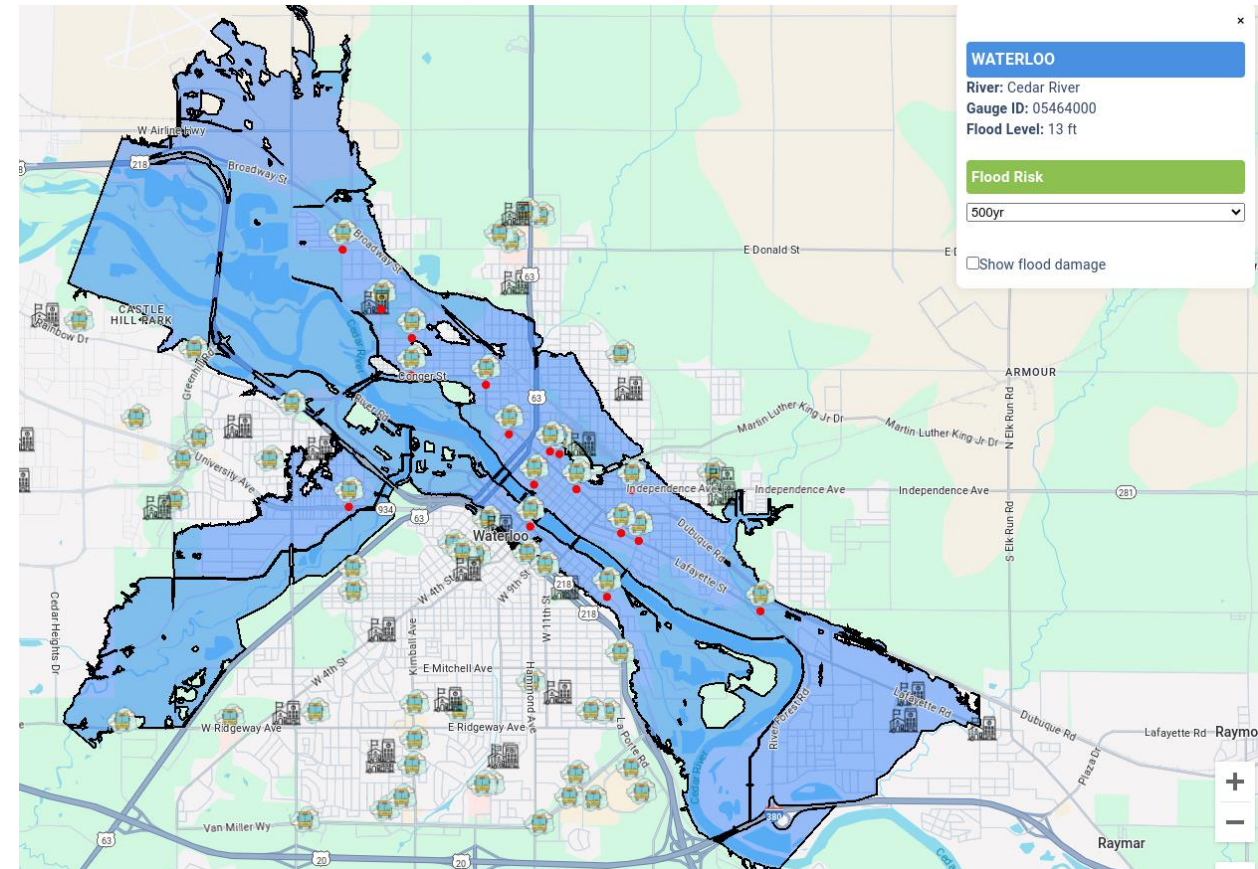 ×
WATERLOO
River: Cedar River
Gauge ID: 05464000
Flood Level: 13 ft
Flood Risk
500yr
Show flood damage
W Airline Hwy
218
Broadway St
Broadway St
63
E Donald St
CASTLE
HILL PARK
Rainbow Dr
Greenhill Rd
Cedar River
Conger St
River Rd
63
ARMOUR
Martin Luther King Jr Dr
Martin Luther King Jr Dr
N Elk Run Rd
University Ave
Independence Ave
Independence Ave
Independence Ave
281
934
63
Waterloo
Dubuque Rd
Lafayette St
S Elk Run Rd
W 4th St
W 9th St
218
218
W 11th St
Cedar Heights Dr
Kimball Ave
W 4th St
E Mitchell Ave
Hammond Ave
W Ridgeway Ave
E Ridgeway Ave
La Porte Rd
River Forest Rd
Lafayette Rd
Dubuque Rd
Lafayette Rd
Raymo
Plaza Dr
Cedar River
+
−
Van Miller Wy
380
63
20
20
Raymar